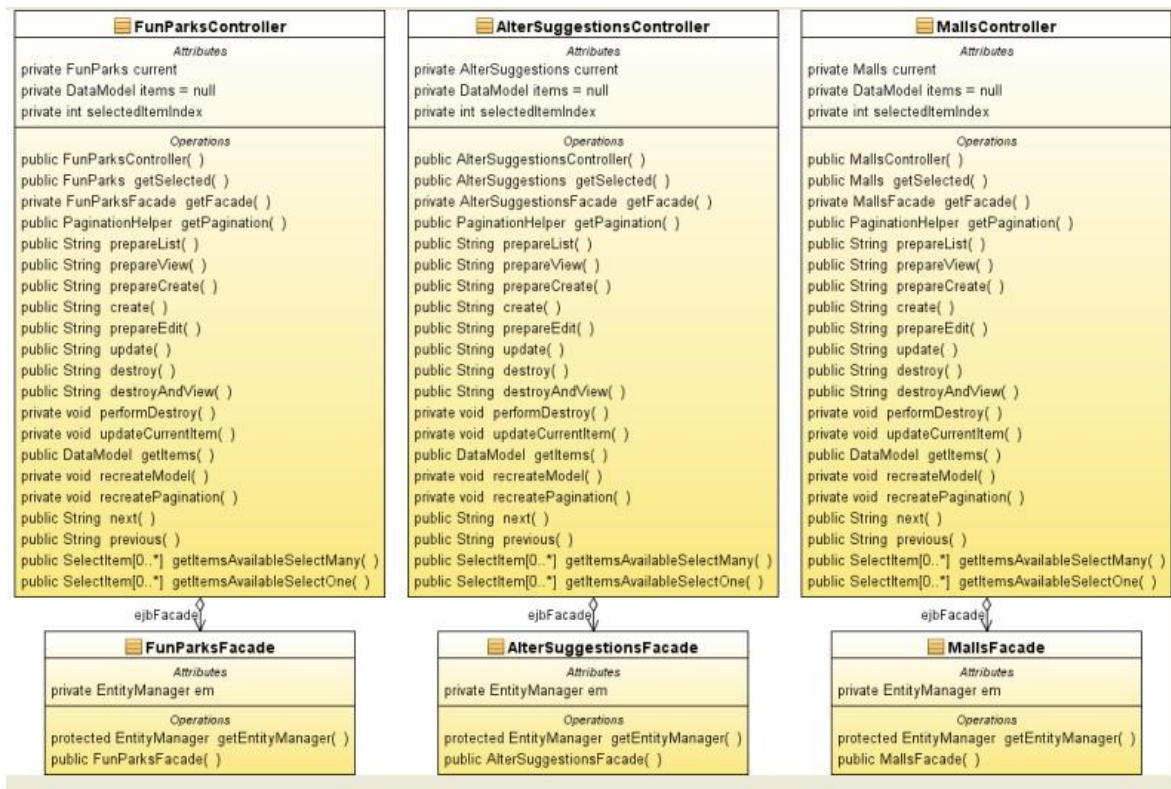 FunParksController
Attributes
private FunParks current
private DataModel items = null
private int selectedItemIndex
Operations
public FunParksController( )
public FunParks getSelected( )
private FunParksFacade getFacade( )
public PaginationHelper getPagination( )
public String prepareList( )
public String prepareView( )
public String prepareCreate( )
public String create( )
public String prepareEdit( )
public String update( )
public String destroy( )
public String destroyAndView( )
private void performDestroy( )
private void updateCurrentItem( )
public DataModel getItems( )
private void recreateModel( )
private void recreatePagination( )
public String next( )
public String previous( )
public SelectItem[0..*] getItemsAvailableSelectMany( )
public SelectItem[0..*] getItemsAvailableSelectOne( )
ejbFacade
FunParksFacade
Attributes
private EntityManager em
Operations
protected EntityManager getEntityManager( )
public FunParksFacade( )
AlterSuggestionsController
Attributes
private AlterSuggestions current
private DataModel items = null
private int selectedItemIndex
Operations
public AlterSuggestionsController( )
public AlterSuggestions getSelected( )
private AlterSuggestionsFacade getFacade( )
public PaginationHelper getPagination( )
public String prepareList( )
public String prepareView( )
public String prepareCreate( )
public String create( )
public String prepareEdit( )
public String update( )
public String destroy( )
public String destroyAndView( )
private void performDestroy( )
private void updateCurrentItem( )
public DataModel getItems( )
private void recreateModel( )
private void recreatePagination( )
public String next( )
public String previous( )
public SelectItem[0..*] getItemsAvailableSelectMany( )
public SelectItem[0..*] getItemsAvailableSelectOne( )
ejbFacade
AlterSuggestionsFacade
Attributes
private EntityManager em
Operations
protected EntityManager getEntityManager( )
public AlterSuggestionsFacade( )
MallsController
Attributes
private Malls current
private DataModel items = null
private int selectedItemIndex
Operations
public MallsController( )
public Malls getSelected( )
private MallsFacade getFacade( )
public PaginationHelper getPagination( )
public String prepareList( )
public String prepareView( )
public String prepareCreate( )
public String create( )
public String prepareEdit( )
public String update( )
public String destroy( )
public String destroyAndView( )
private void performDestroy( )
private void updateCurrentItem( )
public DataModel getItems( )
private void recreateModel( )
private void recreatePagination( )
public String next( )
public String previous( )
public SelectItem[0..*] getItemsAvailableSelectMany( )
public SelectItem[0..*] getItemsAvailableSelectOne( )
ejbFacade
MallsFacade
Attributes
private EntityManager em
Operations
protected EntityManager getEntityManager( )
public MallsFacade( )